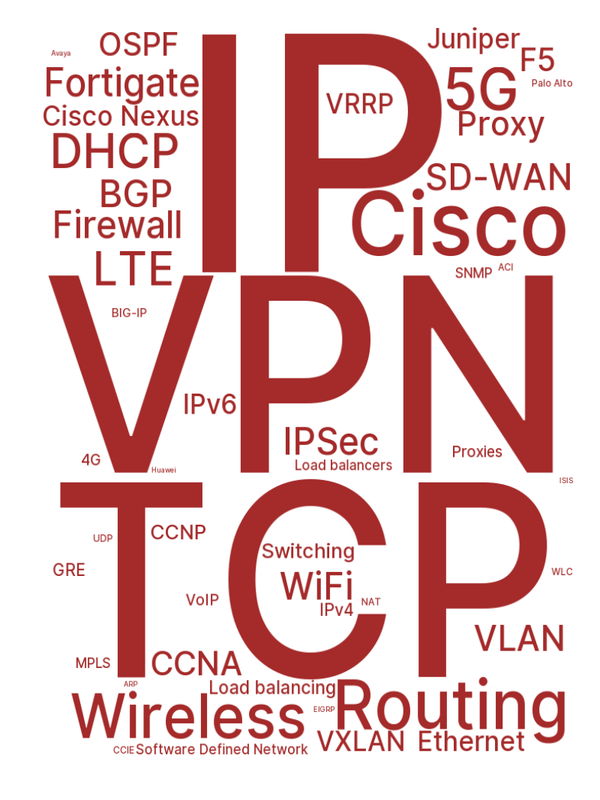 OSPF
Avaya
Fortigate
Cisco Nexus
DHCP
BGP
Firewall
LTE
IP
VRRP
Juniper
F5
5G
Palo Alto
Proxy
SD-WAN
Cisco
SNMP
ACI
VPN
BIG-IP
IPv6
IPSec
Load balancers
Proxies
4G
Huawei
ISIS
TCP
UDP
CCNP
GRE
VoIP
Switching
WiFi
IPv4
NAT
WLC
VLAN
MPLS
CCNA
ARP
Load balancing
Wireless
EIGRP
Routing
CCIE
Software Defined Network
VXLAN
Ethernet